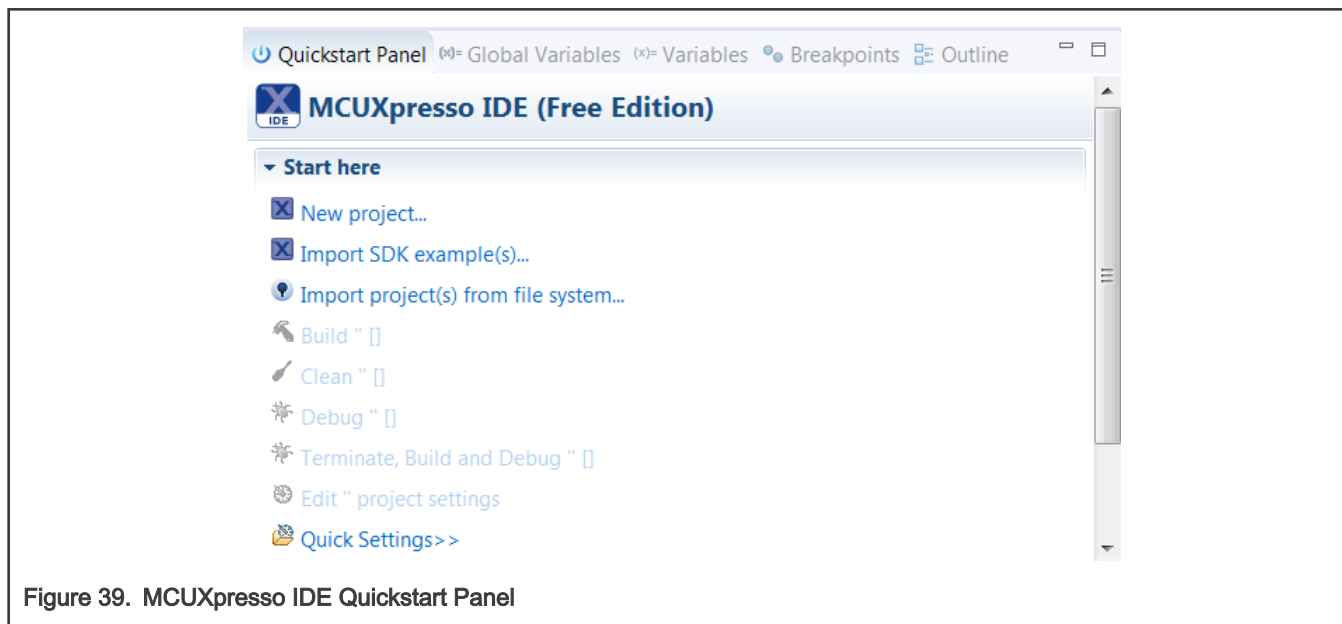 Quickstart Panel (x)= Global Variables (x)= Variables Breakpoints Outline
IDE MCUXpresso IDE (Free Edition)
Start here
New project...
Import SDK example(s)...
Import project(s) from file system...
Build '' []
Clean '' []
Debug '' []
Terminate, Build and Debug '' []
Edit '' project settings
Quick Settings>>
Figure 39. MCUXpresso IDE Quickstart Panel